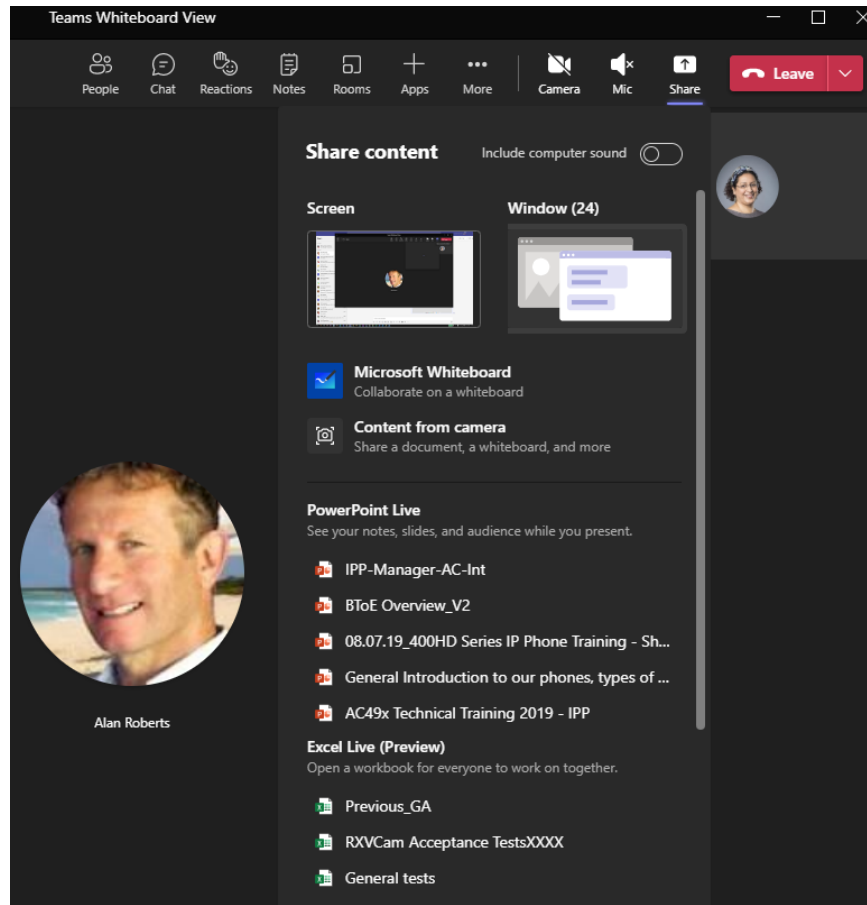 Teams Whiteboard View
People Chat Reactions Notes Rooms Apps More Camera Mic Share Leave
Share content Include computer sound
Screen Window (24)
Microsoft Whiteboard
Collaborate on a whiteboard
Content from camera
Share a document, a whiteboard, and more
PowerPoint Live
See your notes, slides, and audience while you present.
IPP-Manager-AC-Int
BToE Overview_V2
08.07.19_400HD Series IP Phone Training - Sh...
General Introduction to our phones, types of ...
AC49x Technical Training 2019 - IPP
Alan Roberts
Excel Live (Preview)
Open a workbook for everyone to work on together.
Previous_GA
RXVCam Acceptance TestsXXXX
General tests